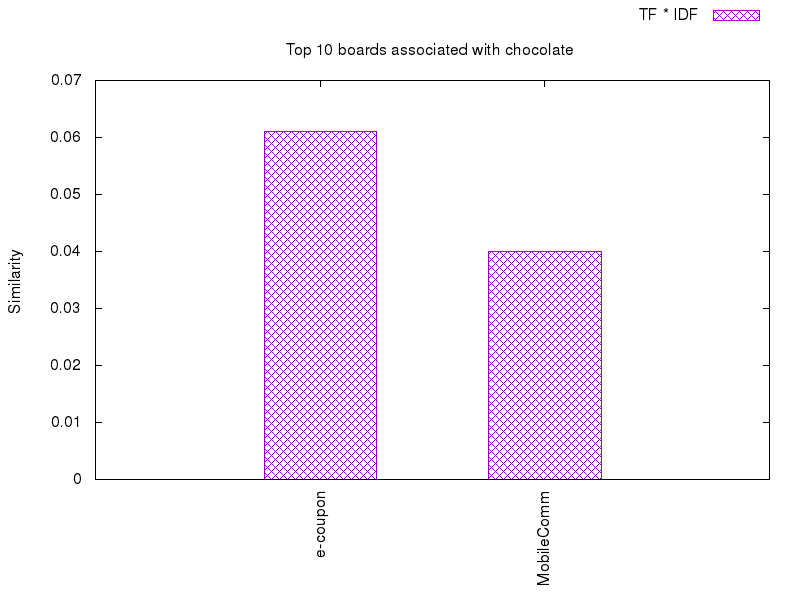 TF * IDF
Top 10 boards associated with chocolate
0.07
0.06
0.05
0.04
0.03
0.02
0.01
0
Similarity
e-coupon
MobileComm